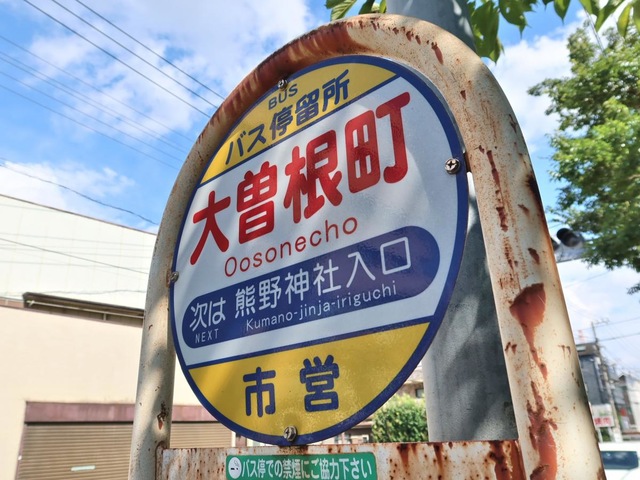 BUS
バス停留所
大曽根町
Oosonecho
次は 熊野神社入口
NEXT Kumano-jinja-iriguchi
市営
バス停での禁煙にご協力下さい